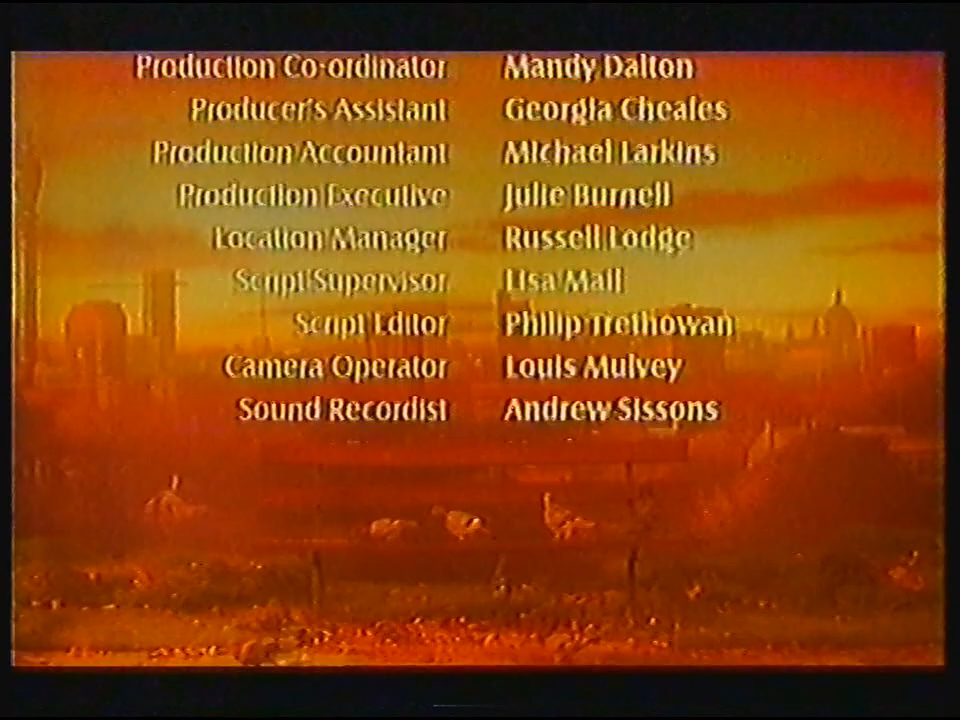 Production Co-ordinator Mandy Dalton
Producer's Assistant Georgia Cheales
Production Accountant Michael Larkins
Production Executive Julie Burnell
Location Manager Russell Lodge
Script Supervisor Lisa Mail
Script Editor Philip Trethowan
Camera Operator Louis Mulvey
Sound Recordist Andrew Sissons